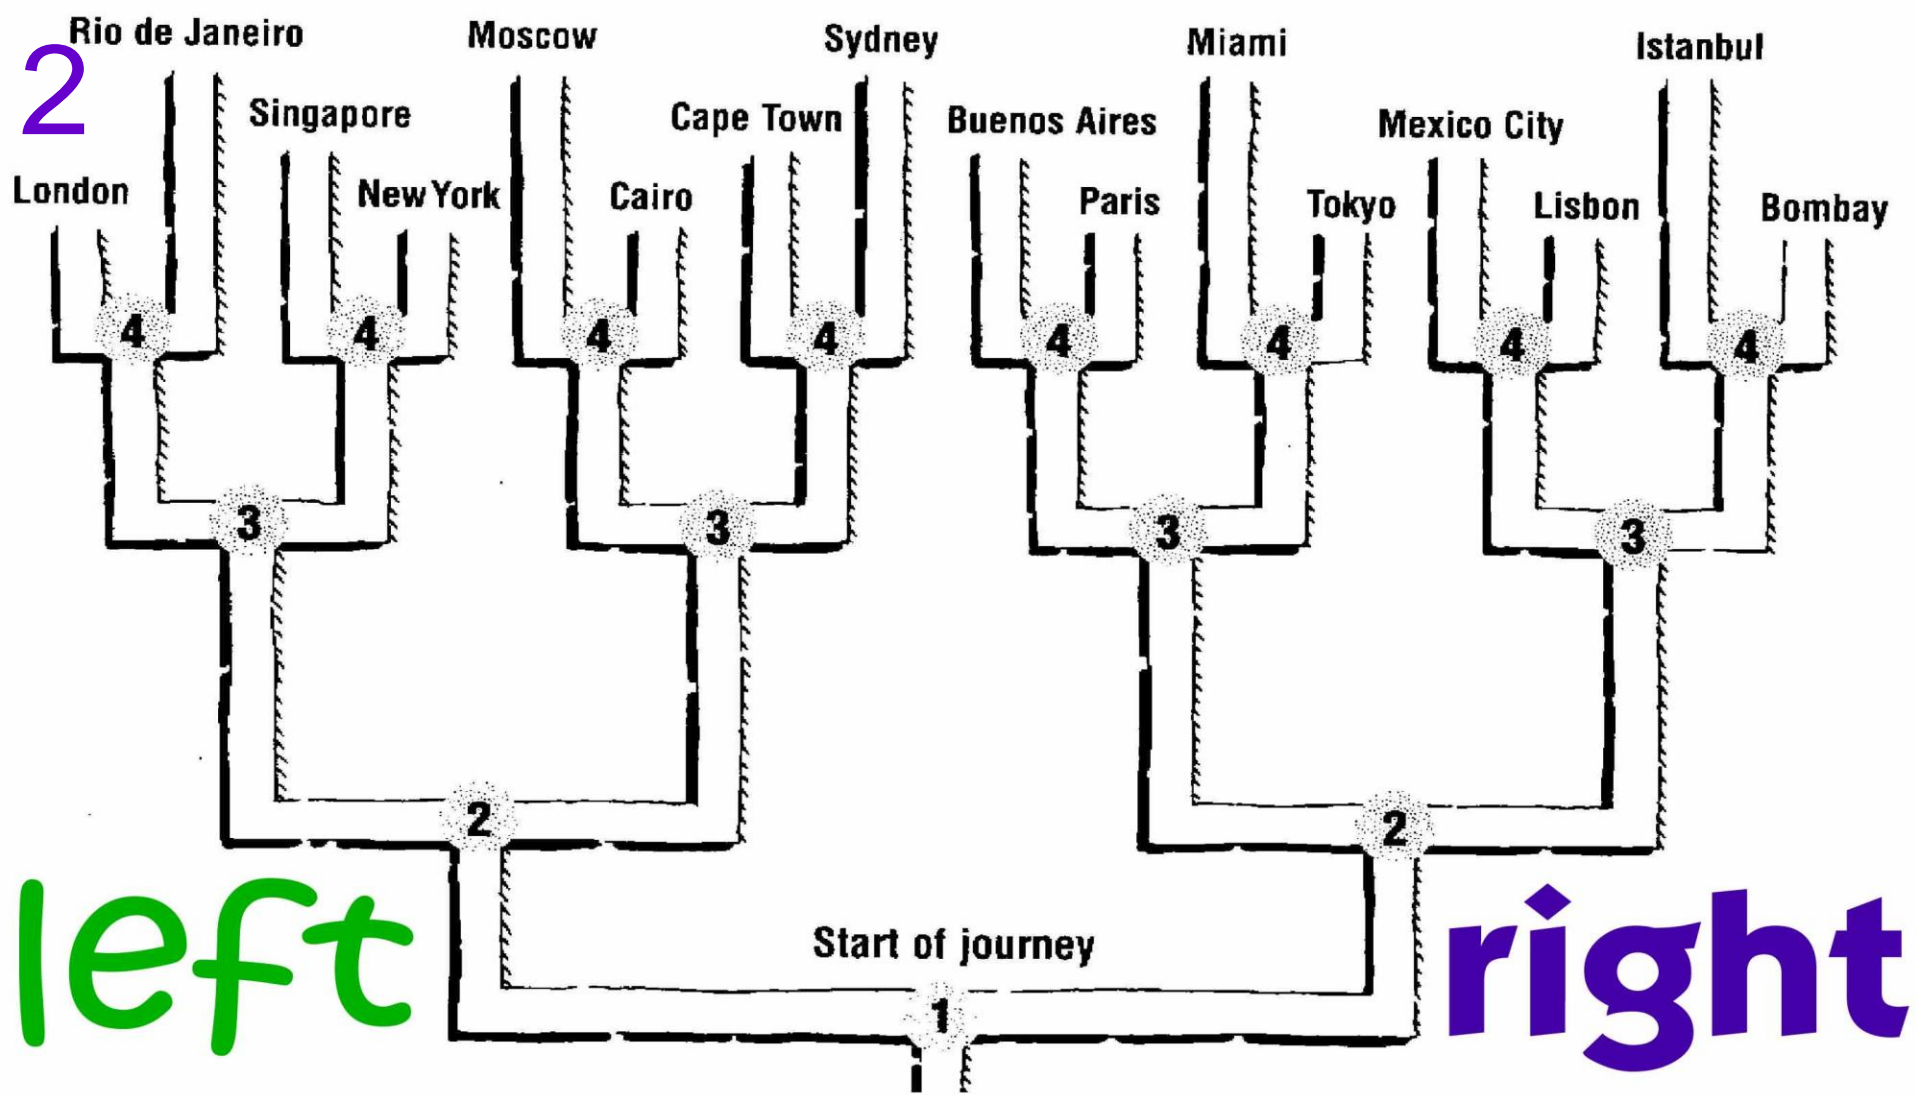 Rio de Janeiro
Moscow
Sydney
Miami
Istanbul
2
Singapore
Cape Town
Buenos Aires
Mexico City
London
New York
Cairo
Paris
Tokyo
Lisbon
Bombay
4 4 4 4 4 4 4 4
3 3 3 3
2 2
left
Start of journey
right
1